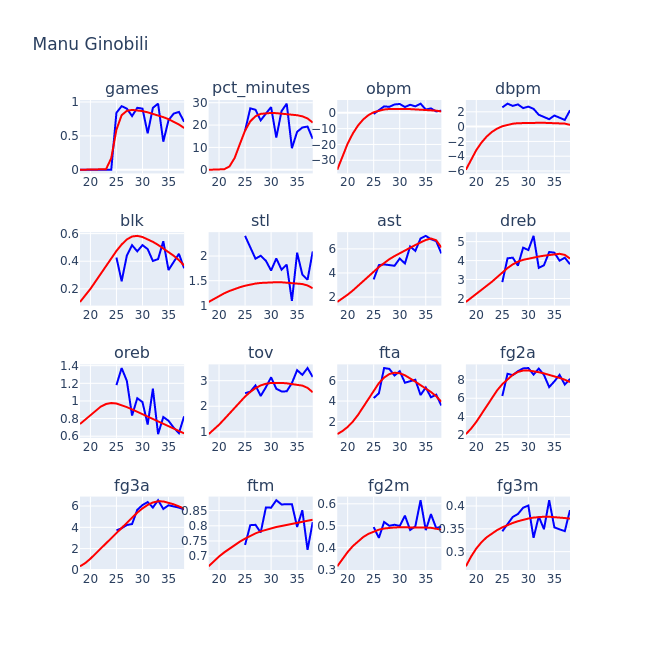 Manu Ginobili
games pct_minutes obpm dbpm
1 0.5 0 20 25 30 35
30 20 10 0 20 25 30 35
0 −10 −20 −30 20 25 30 35
2 0 −2 −4 −6 20 25 30 35
blk stl ast dreb
0.6 0.4 0.2 20 25 30 35
2 1.5 1 20 25 30 35
6 4 2 20 25 30 35
5 4 3 2 20 25 30 35
oreb tov fta fg2a
1.4 1.2 1 0.8 0.6 20 25 30 35
3 2 1 20 25 30 35
6 4 2 20 25 30 35
8 6 4 2 20 25 30 35
fg3a ftm fg2m fg3m
6 4 2 0 20 25 30 35
0.85 0.8 0.75 0.7 20 25 30 35
0.6 0.5 0.4 0.3 20 25 30 35
0.4 0.35 0.3 20 25 30 35